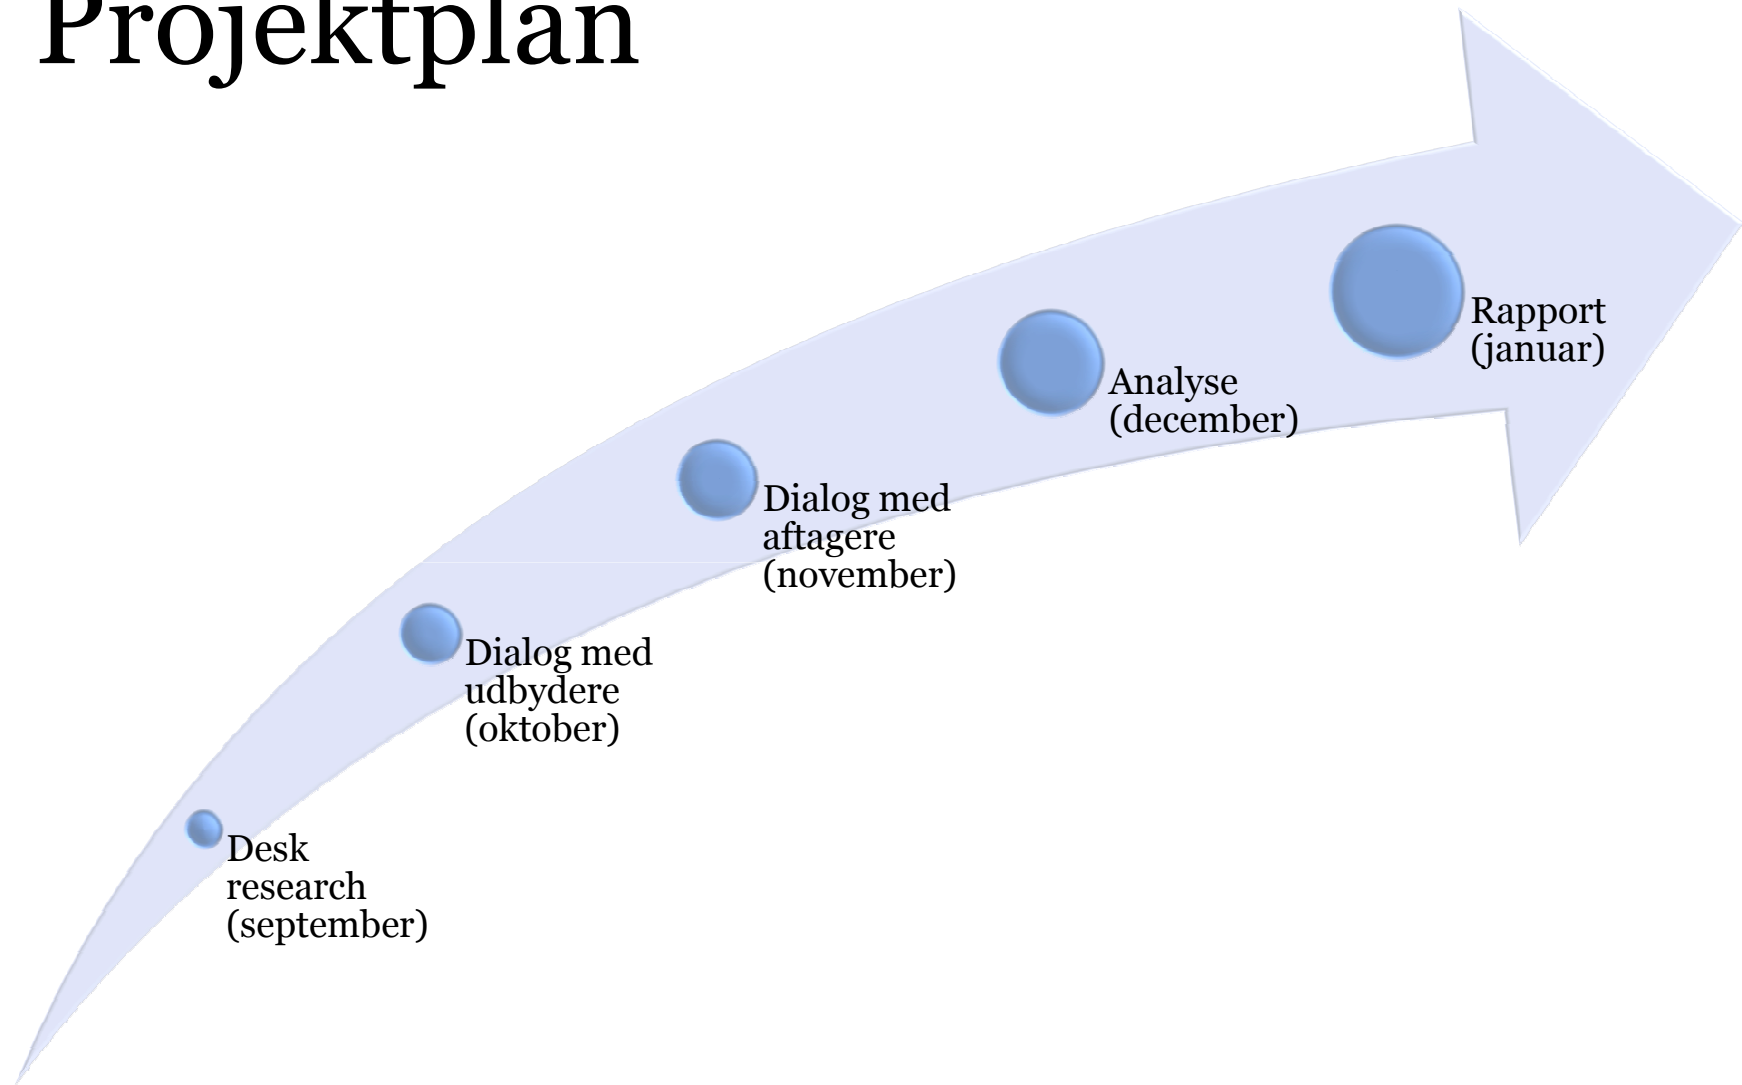 Projektplan
Rapport
(januar)
Analyse
(december)
Dialog med
aftagere
(november)
Dialog med
udbydere
(oktober)
Desk
research
(september)